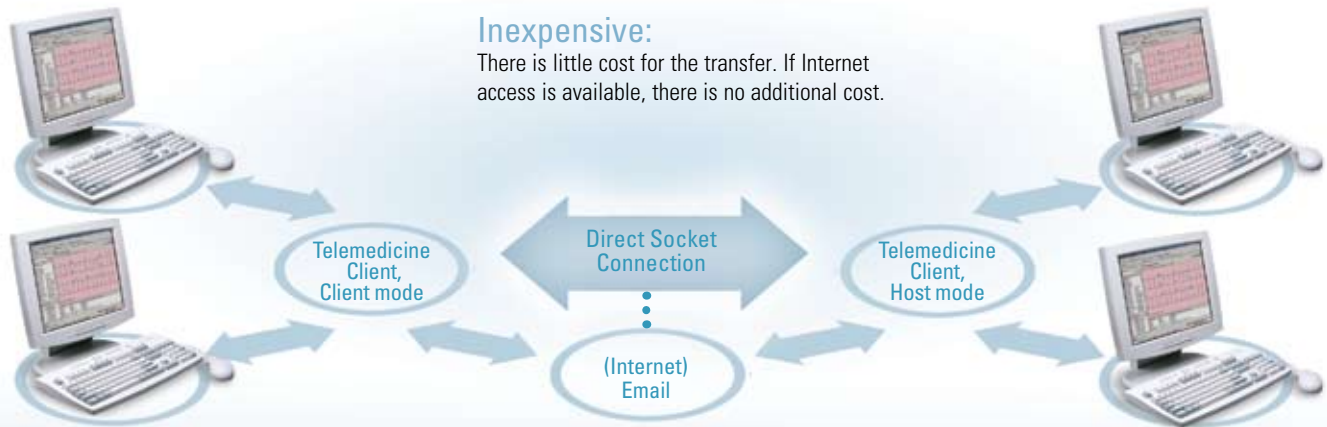 Inexpensive:
There is little cost for the transfer. If Internet
access is available, there is no additional cost.
Direct Socket
Connection
Telemedicine
Client,
Client mode
Telemedicine
Client,
Host mode
(Internet)
Email